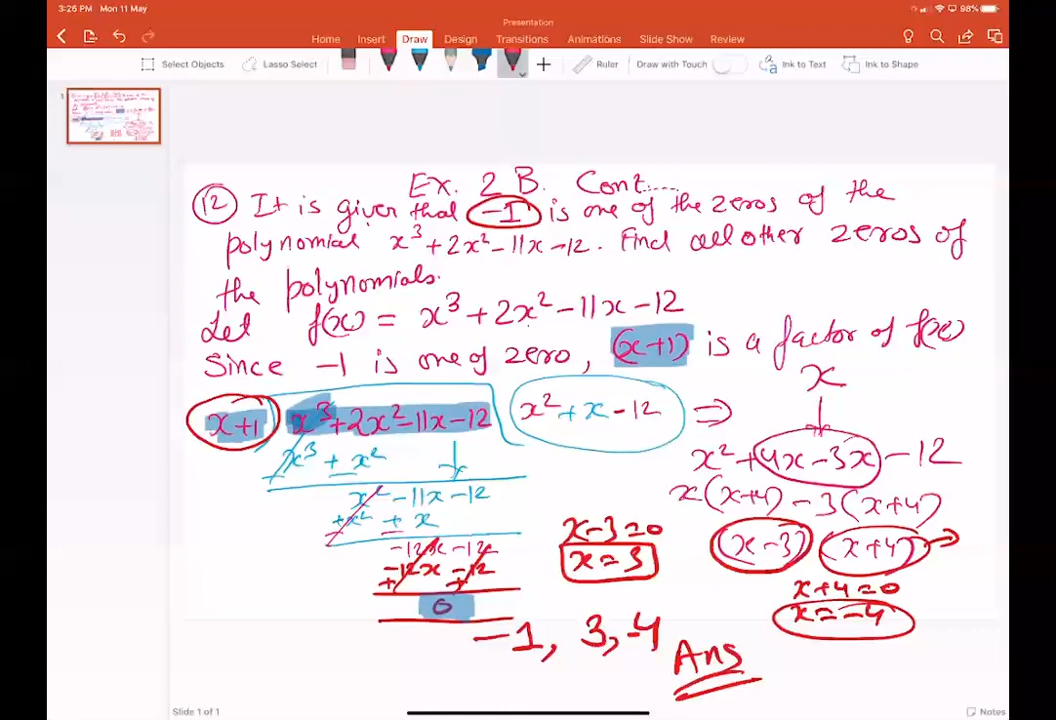 3:26 PM Mon 11 May
98%
Presentation
Home Insert Draw Design Transitions Animations Slide Show Review
Select Objects Lasso Select Ruler Draw with Touch Ink to Text Ink to Shape
1
Ex. 2 B. Cont....
(12) It is given that -1 is one of the zeros of the
polynomial x³+2x²-11x-12. Find all other zeros of
the polynomials.
Let f(x) = x³+2x²-11x-12
Since -1 is one of zero, (x+1) is a factor of f(x)
x
x+1 x³+2x²-11x-12 x²+x-12 ⇒
x³+x²
x²+4x-3x-12
x²-11x-12
x(x+4)-3(x+4)
+x²+x
x-3=0
(x-3) (x+4) →
-12x-12
x=3
-12x-12
+ +
x+4=0
x=-4
0
-1, 3, -4 Ans
Slide 1 of 1
Notes